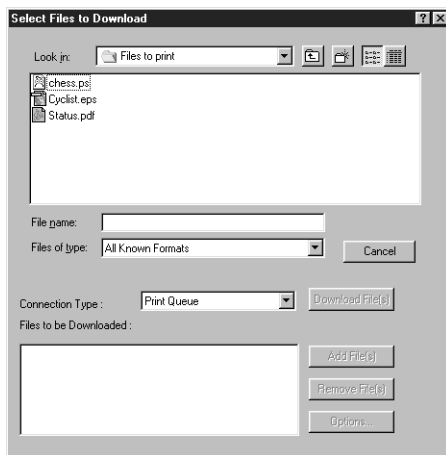 Select Files to Download
Look in: Files to print
chess.ps
Cyclist.eps
Status.pdf
File name:
Files of type: All Known Formats
Cancel
Connection Type : Print Queue
Download File(s)
Files to be Downloaded :
Add File(s)
Remove File(s)
Options...